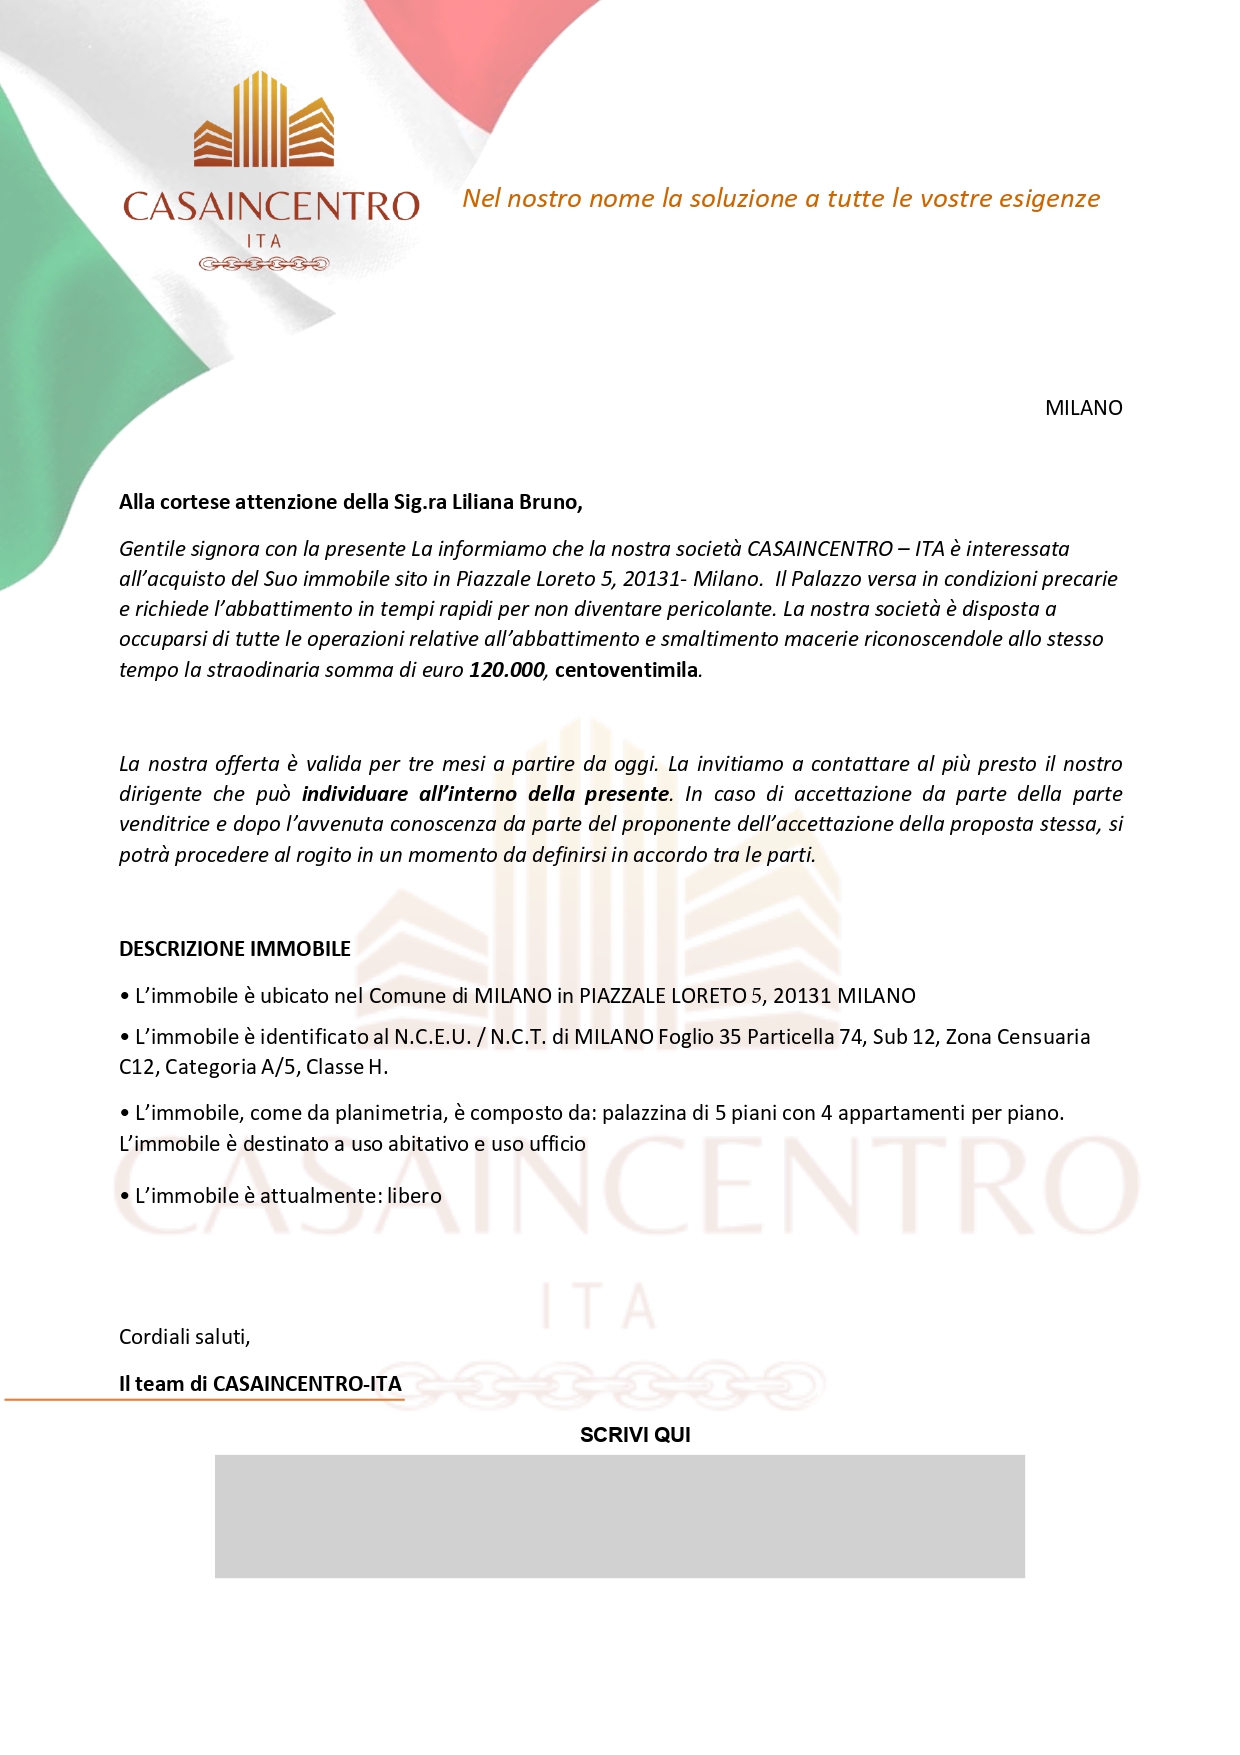 CASAINCENTRO
ITA
Nel nostro nome la soluzione a tutte le vostre esigenze
MILANO
Alla cortese attenzione della Sig.ra Liliana Bruno,
Gentile signora con la presente La informiamo che la nostra società CASAINCENTRO – ITA è interessata
all’acquisto del Suo immobile sito in Piazzale Loreto 5, 20131- Milano. Il Palazzo versa in condizioni precarie
e richiede l’abbattimento in tempi rapidi per non diventare pericolante. La nostra società è disposta a
occuparsi di tutte le operazioni relative all’abbattimento e smaltimento macerie riconoscendole allo stesso
tempo la straodinaria somma di euro 120.000, centoventimila.
La nostra offerta è valida per tre mesi a partire da oggi. La invitiamo a contattare al più presto il nostro
dirigente che può individuare all’interno della presente. In caso di accettazione da parte della parte
venditrice e dopo l’avvenuta conoscenza da parte del proponente dell’accettazione della proposta stessa, si
potrà procedere al rogito in un momento da definirsi in accordo tra le parti.
DESCRIZIONE IMMOBILE
• L’immobile è ubicato nel Comune di MILANO in PIAZZALE LORETO 5, 20131 MILANO
• L’immobile è identificato al N.C.E.U. / N.C.T. di MILANO Foglio 35 Particella 74, Sub 12, Zona Censuaria
C12, Categoria A/5, Classe H.
• L’immobile, come da planimetria, è composto da: palazzina di 5 piani con 4 appartamenti per piano.
L’immobile è destinato a uso abitativo e uso ufficio
CASAINCENTRO
• L’immobile è attualmente: libero
ITA
Cordiali saluti,
Il team di CASAINCENTRO-ITA
SCRIVI QUI